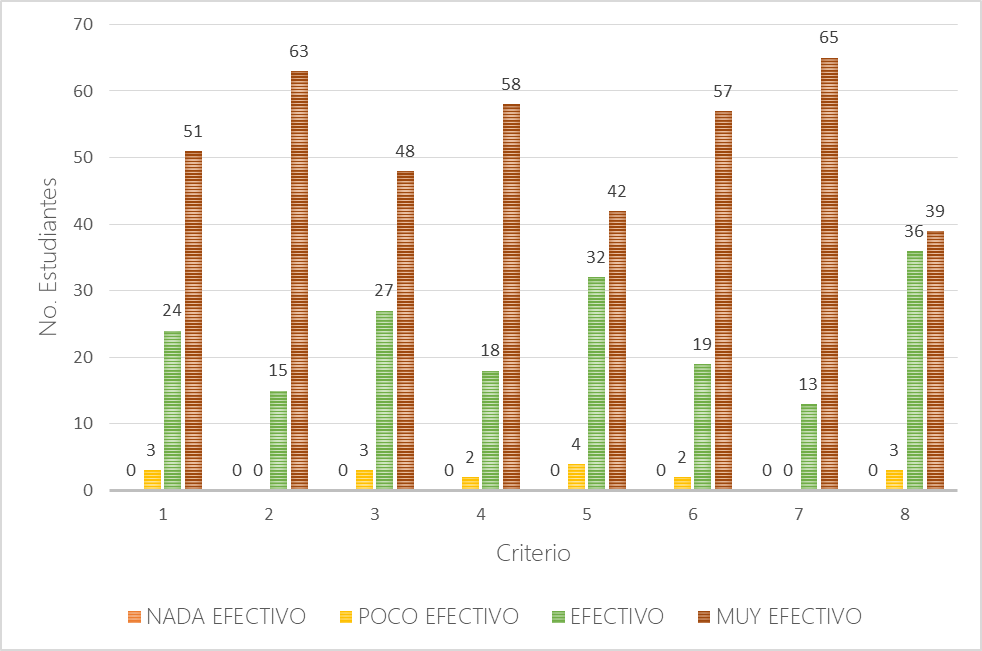 70
60
50
40
30
20
10
0
No. Estudiantes
0 3 24 51
0 0 15 63
0 3 27 48
0 2 18 58
0 4 32 42
0 2 19 57
0 0 13 65
0 3 36 39
1 2 3 4 5 6 7 8
Criterio
NADA EFECTIVO POCO EFECTIVO EFECTIVO MUY EFECTIVO